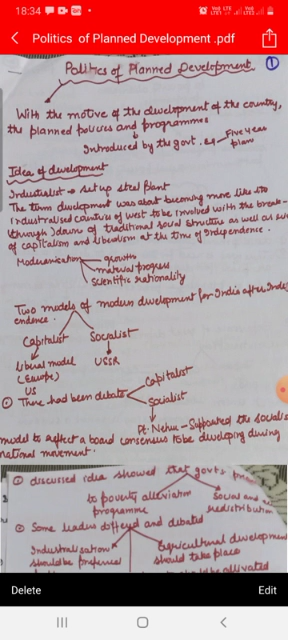 18:34
Politics of Planned Development .pdf
Politics of Planned Development. 1
With the motive of the development of the country,
the planned policies and programmes
Introduced by the govt. eg - Five year
plan
Idea of development
Industrialist → set up steel plant
The term development was about becoming more like the
industralised countries of west to be involved with the break-
(through) down of traditional social structure as well as
of capitalism and liberalism at the time of Independence.
Modernisation growth
material progress
scientific rationality
Two models of modern development for India after Inde
endence.
Capitalist Socialist
liberal model USSR
(Europe)
US
There had been debate Capitalist
Socialist
Pt. Nehru - Supported the socialis
model to reflect a board consensus to be developing during
national movement.
discussed idea showed that govt's
to poverty alleviation social and
programme redistribution
Some leaders differed and debated
Industrialisation Agricultural development
should be preferred should take place
Delete Edit